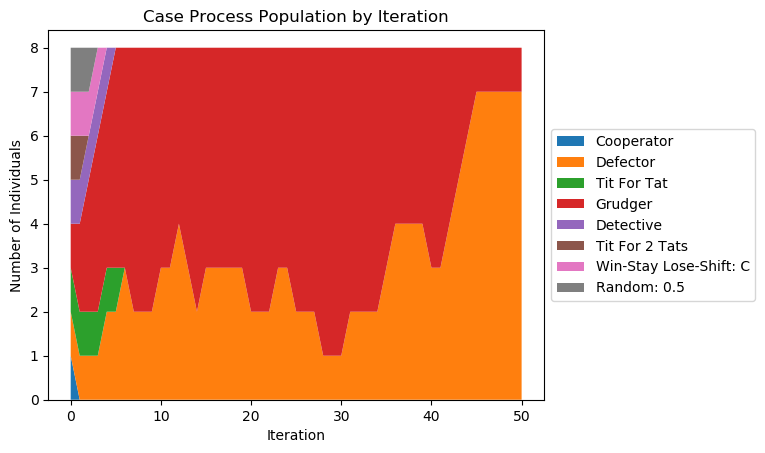 Case Process Population by Iteration
Number of Individuals
8
7
6
5
4
3
2
1
0
0 10 20 30 40 50
Iteration
Cooperator
Defector
Tit For Tat
Grudger
Detective
Tit For 2 Tats
Win-Stay Lose-Shift: C
Random: 0.5